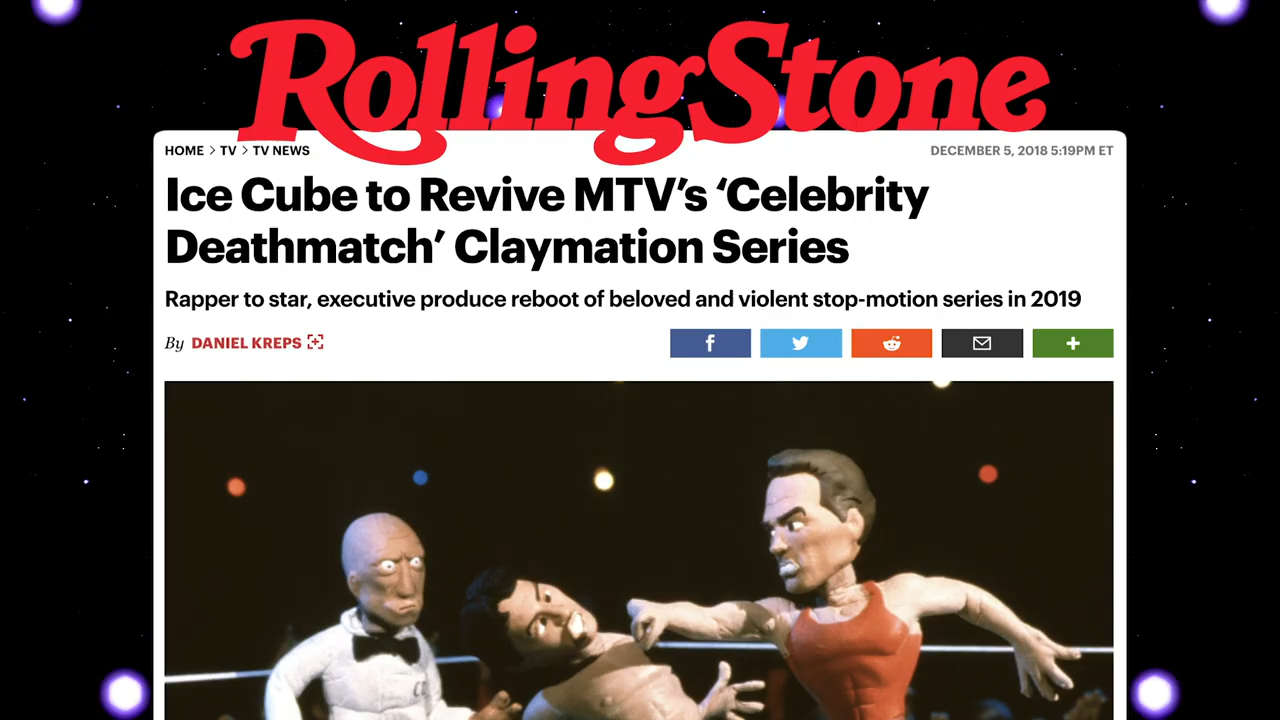 RollingStone
HOME > TV > TV NEWS
DECEMBER 5, 2018 5:19PM ET
Ice Cube to Revive MTV's ‘Celebrity
Deathmatch’ Claymation Series
Rapper to star, executive produce reboot of beloved and violent stop-motion series in 2019
By DANIEL KREPS